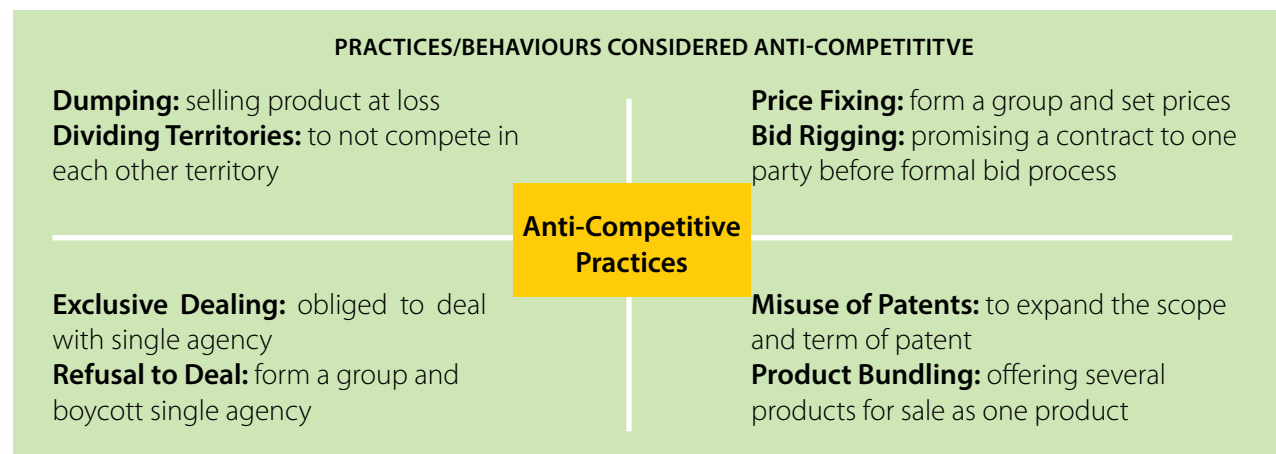 PRACTICES/BEHAVIOURS CONSIDERED ANTI-COMPETITITVE
Dumping: selling product at loss
Dividing Territories: to not compete in
each other territory
Price Fixing: form a group and set prices
Bid Rigging: promising a contract to one
party before formal bid process
Anti-Competitive
Practices
Exclusive Dealing: obliged to deal
with single agency
Refusal to Deal: form a group and
boycott single agency
Misuse of Patents: to expand the scope
and term of patent
Product Bundling: offering several
products for sale as one product